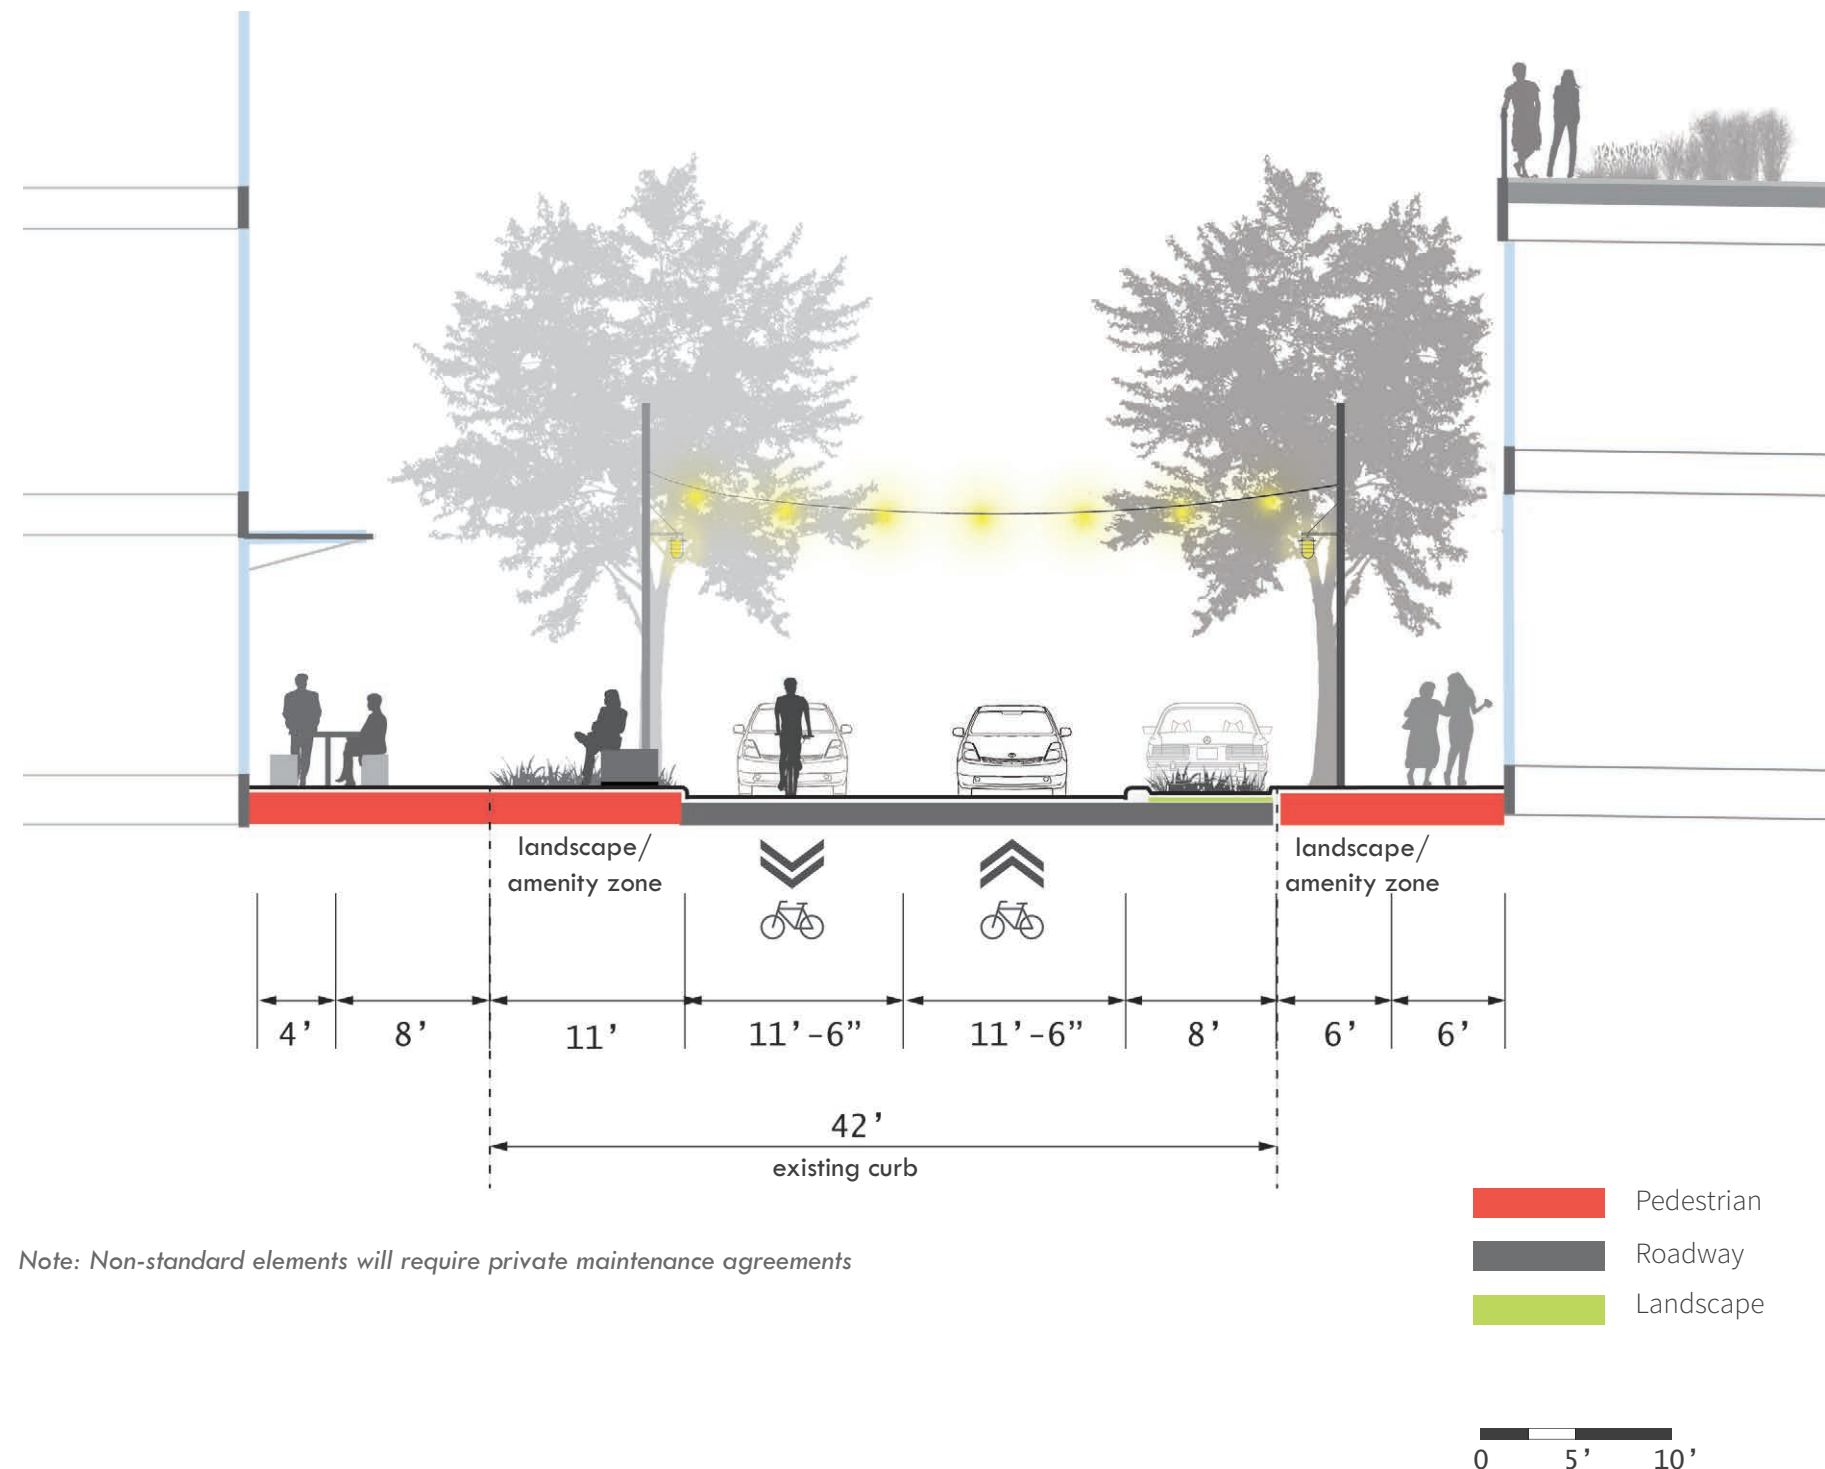 landscape/
amenity zone
landscape/
amenity zone
4’
8’
11’
11’-6”
11’-6”
8’
6’
6’
42’
existing curb
Pedestrian
Roadway
Landscape
Note: Non-standard elements will require private maintenance agreements
0 5’ 10’